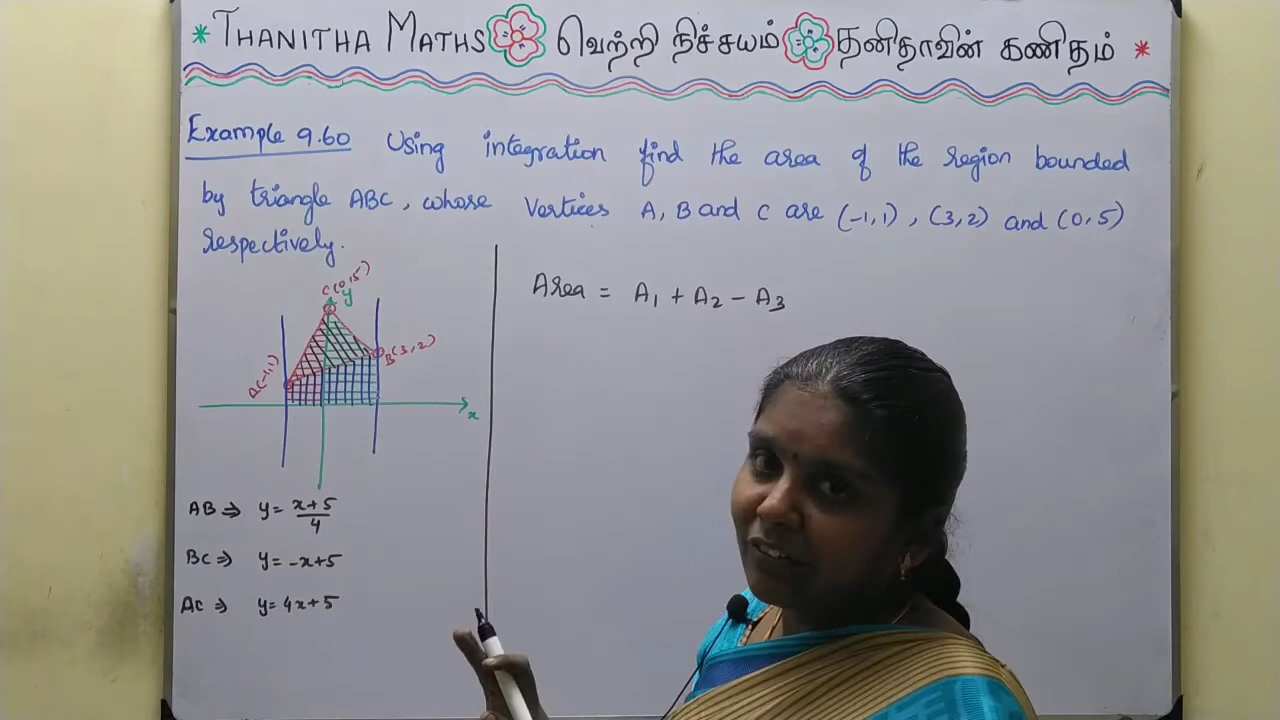 * THANITHA MATHS வெற்றி நிச்சயம் தனிதாவின் கணிதம் *
Example 9.60 Using integration find the area of the region bounded
by triangle ABC, whose Vertices A, B and C are (-1,1), (3,2) and (0,5)
respectively.
C(0,5)
y
B(3,2)
A(-1,1)
x
AB ⇒ y = x+5/4
BC ⇒ y = -x+5
AC ⇒ y = 4x+5
Area = A₁ + A₂ - A₃